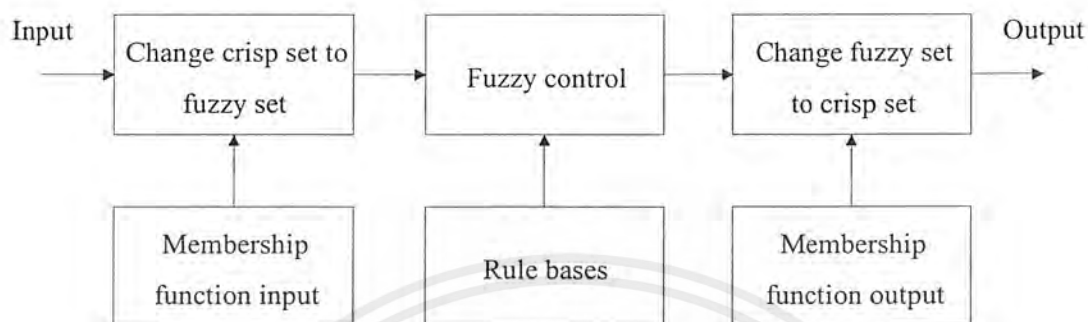 Input
Change crisp set to
fuzzy set
Fuzzy control
Change fuzzy set
to crisp set
Output
Membership
function input
Rule bases
Membership
function output